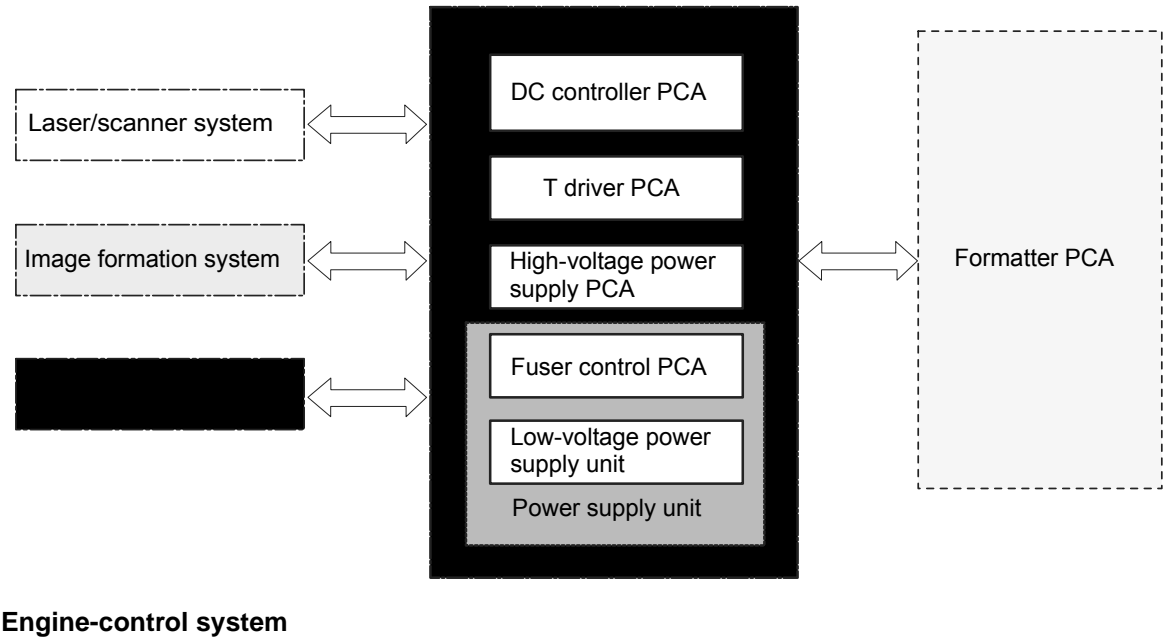 DC controller PCA
Laser/scanner system
T driver PCA
Image formation system
High-voltage power
supply PCA
Formatter PCA
Fuser control PCA
Low-voltage power
supply unit
Power supply unit
Engine-control system